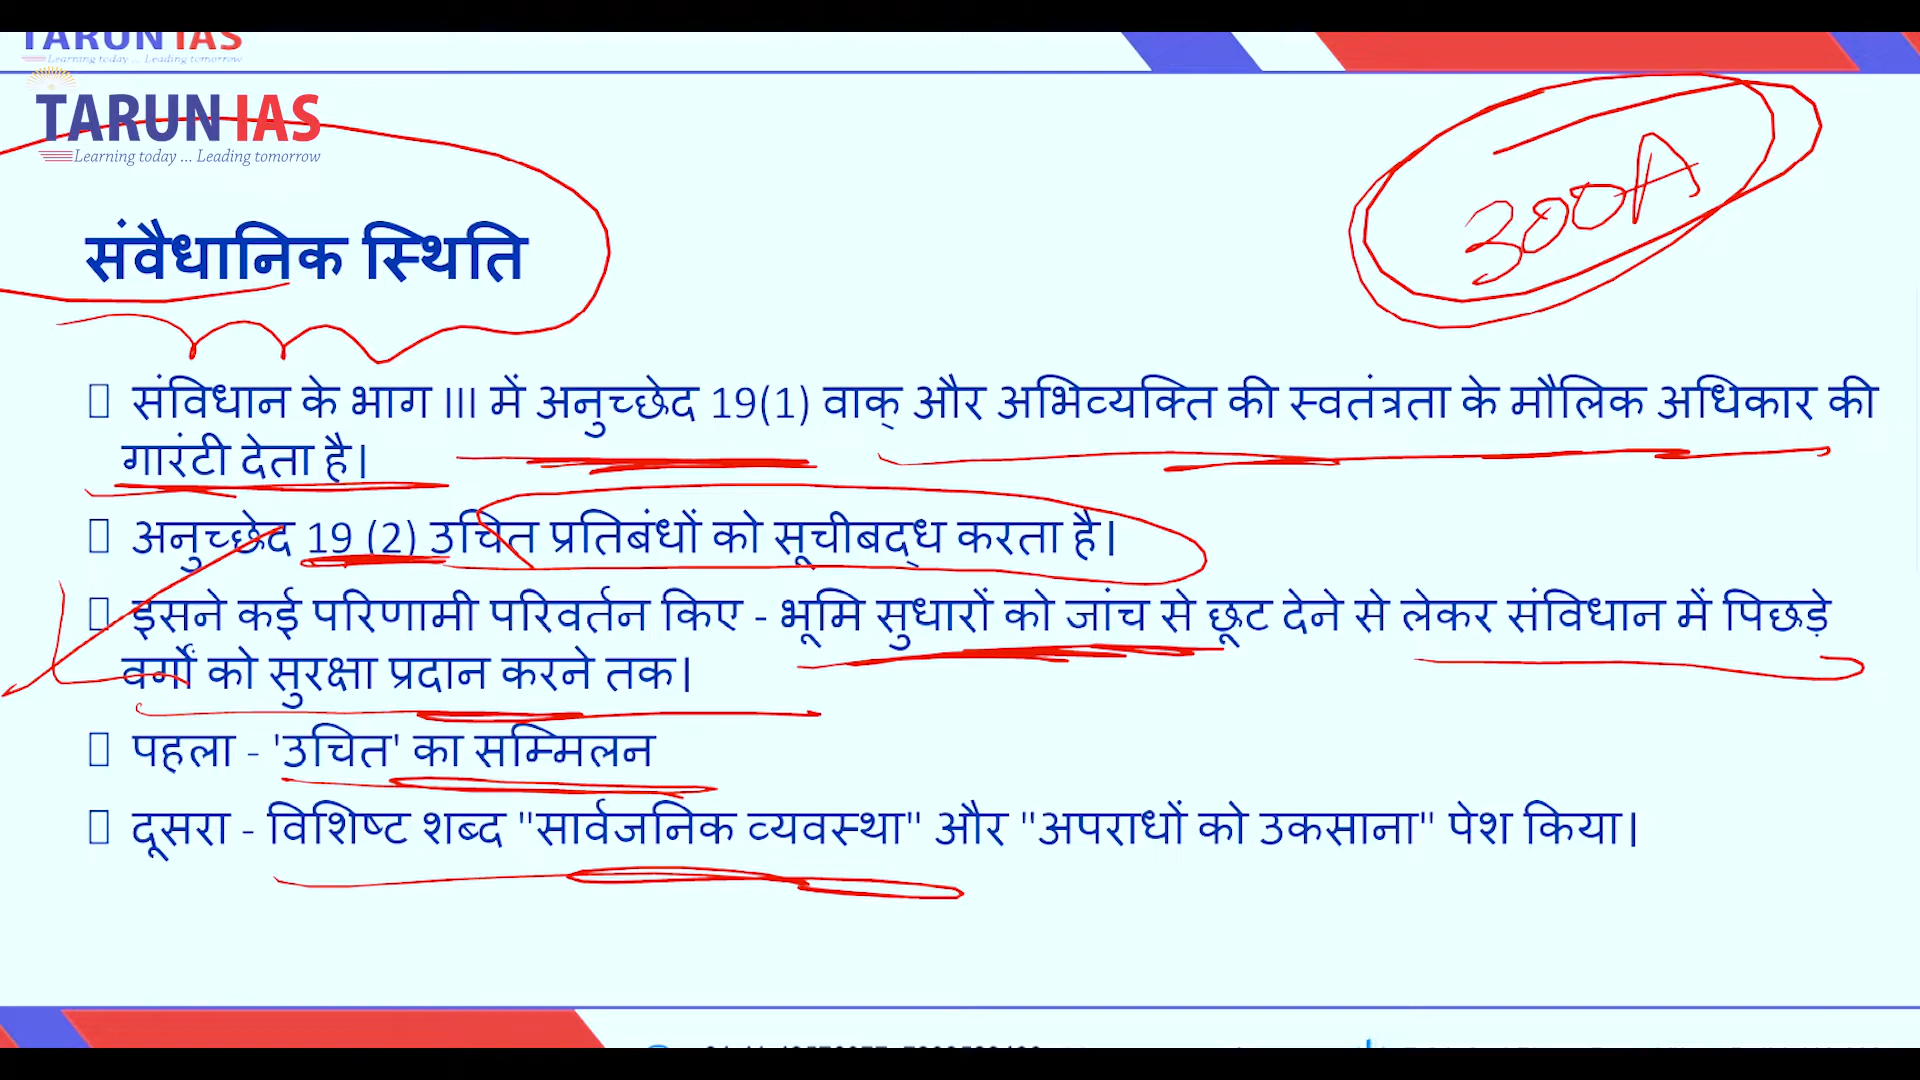 TARUN IAS
Learning today ... Leading tomorrow
TARUN IAS
Learning today ... Leading tomorrow
300A
संवैधानिक स्थिति
संविधान के भाग III में अनुच्छेद 19(1) वाक् और अभिव्यक्ति की स्वतंत्रता के मौलिक अधिकार की
गारंटी देता है।
अनुच्छेद 19 (2) उचित प्रतिबंधों को सूचीबद्ध करता है।
इसने कई परिणामी परिवर्तन किए - भूमि सुधारों को जांच से छूट देने से लेकर संविधान में पिछड़े
वर्गों को सुरक्षा प्रदान करने तक।
पहला - 'उचित' का सम्मिलन
दूसरा - विशिष्ट शब्द "सार्वजनिक व्यवस्था" और "अपराधों को उकसाना" पेश किया।